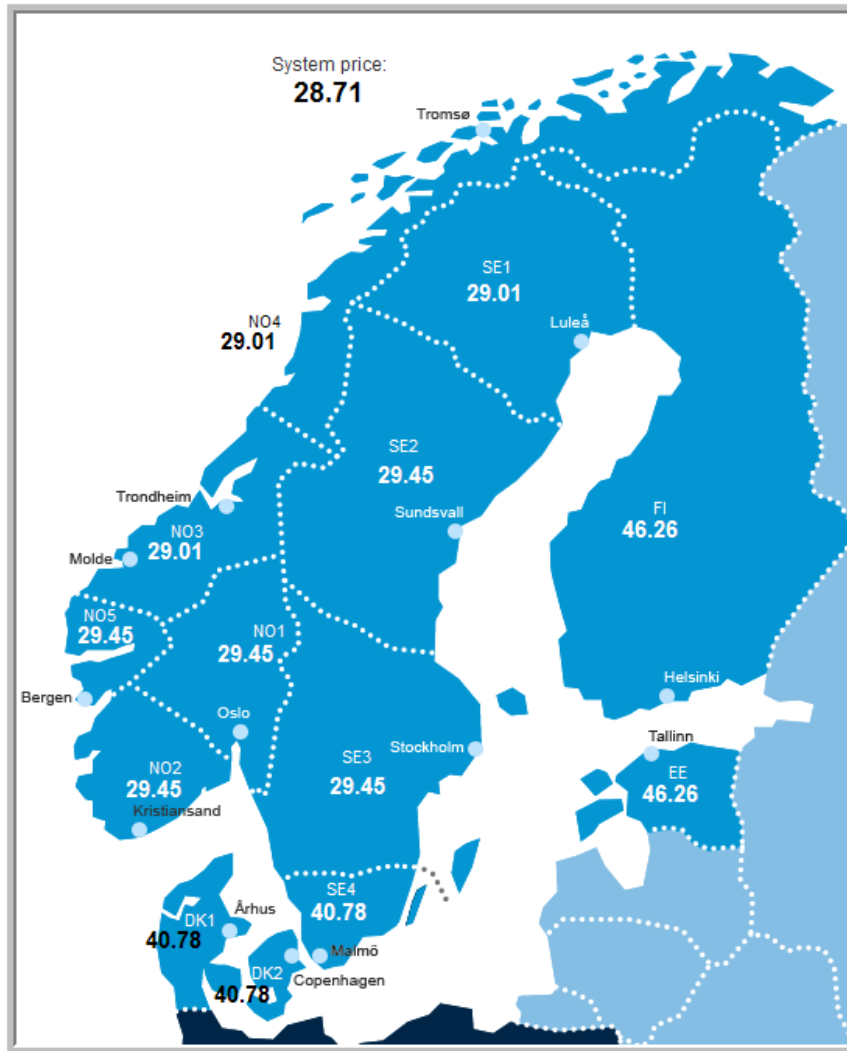 System price:
28.71
Tromsø
SE1
29.01
NO4
29.01
Luleå
SE2
29.45
Trondheim
Sundsvall
FI
46.26
NO3
29.01
Molde
NO5
29.45
NO1
29.45
Bergen
Helsinki
Oslo
Stockholm
Tallinn
SE3
29.45
NO2
29.45
EE
46.26
Kristiansand
SE4
40.78
Århus
DK1
40.78
Malmö
DK2
Copenhagen
40.78